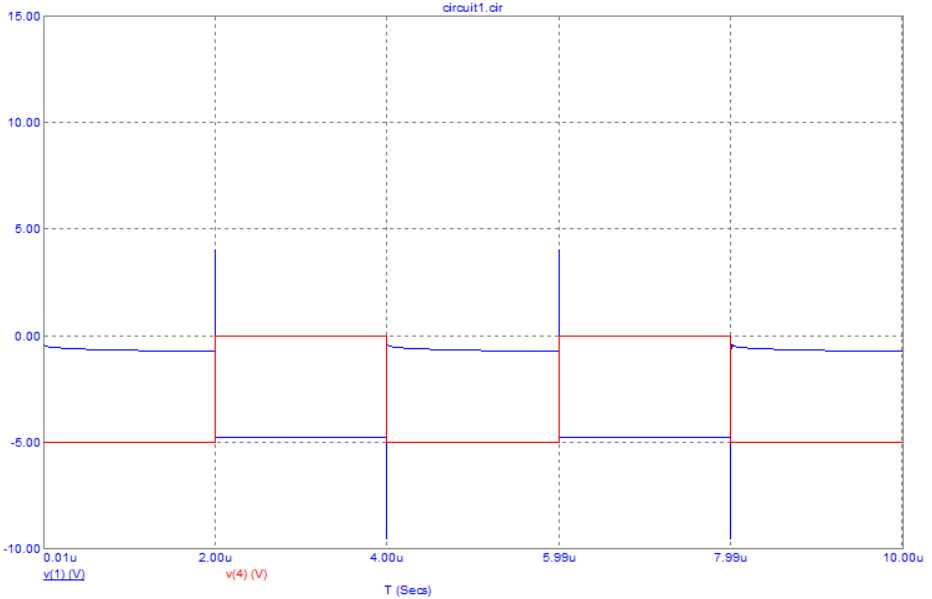 circuit1.cir
15.00
10.00
5.00
0.00
-5.00
-10.00
0.01u 2.00u 4.00u 5.99u 7.99u 10.00u
v(1) (V) v(4) (V)
T (Secs)